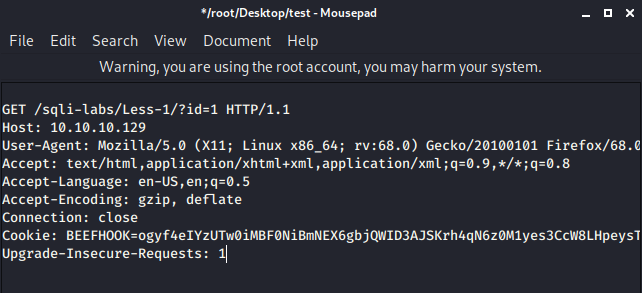 */root/Desktop/test - Mousepad
File Edit Search View Document Help
Warning, you are using the root account, you may harm your system.
GET /sqli-labs/Less-1/?id=1 HTTP/1.1
Host: 10.10.10.129
User-Agent: Mozilla/5.0 (X11; Linux x86_64; rv:68.0) Gecko/20100101 Firefox/68.0
Accept: text/html,application/xhtml+xml,application/xml;q=0.9,*/*;q=0.8
Accept-Language: en-US,en;q=0.5
Accept-Encoding: gzip, deflate
Connection: close
Cookie: BEEFHOOK=ogyf4eIYzUTw0iMBF0NiBmNEX6gbjQWID3AJSKrh4qN6z0M1yes3CcW8LHpeysT
Upgrade-Insecure-Requests: 1